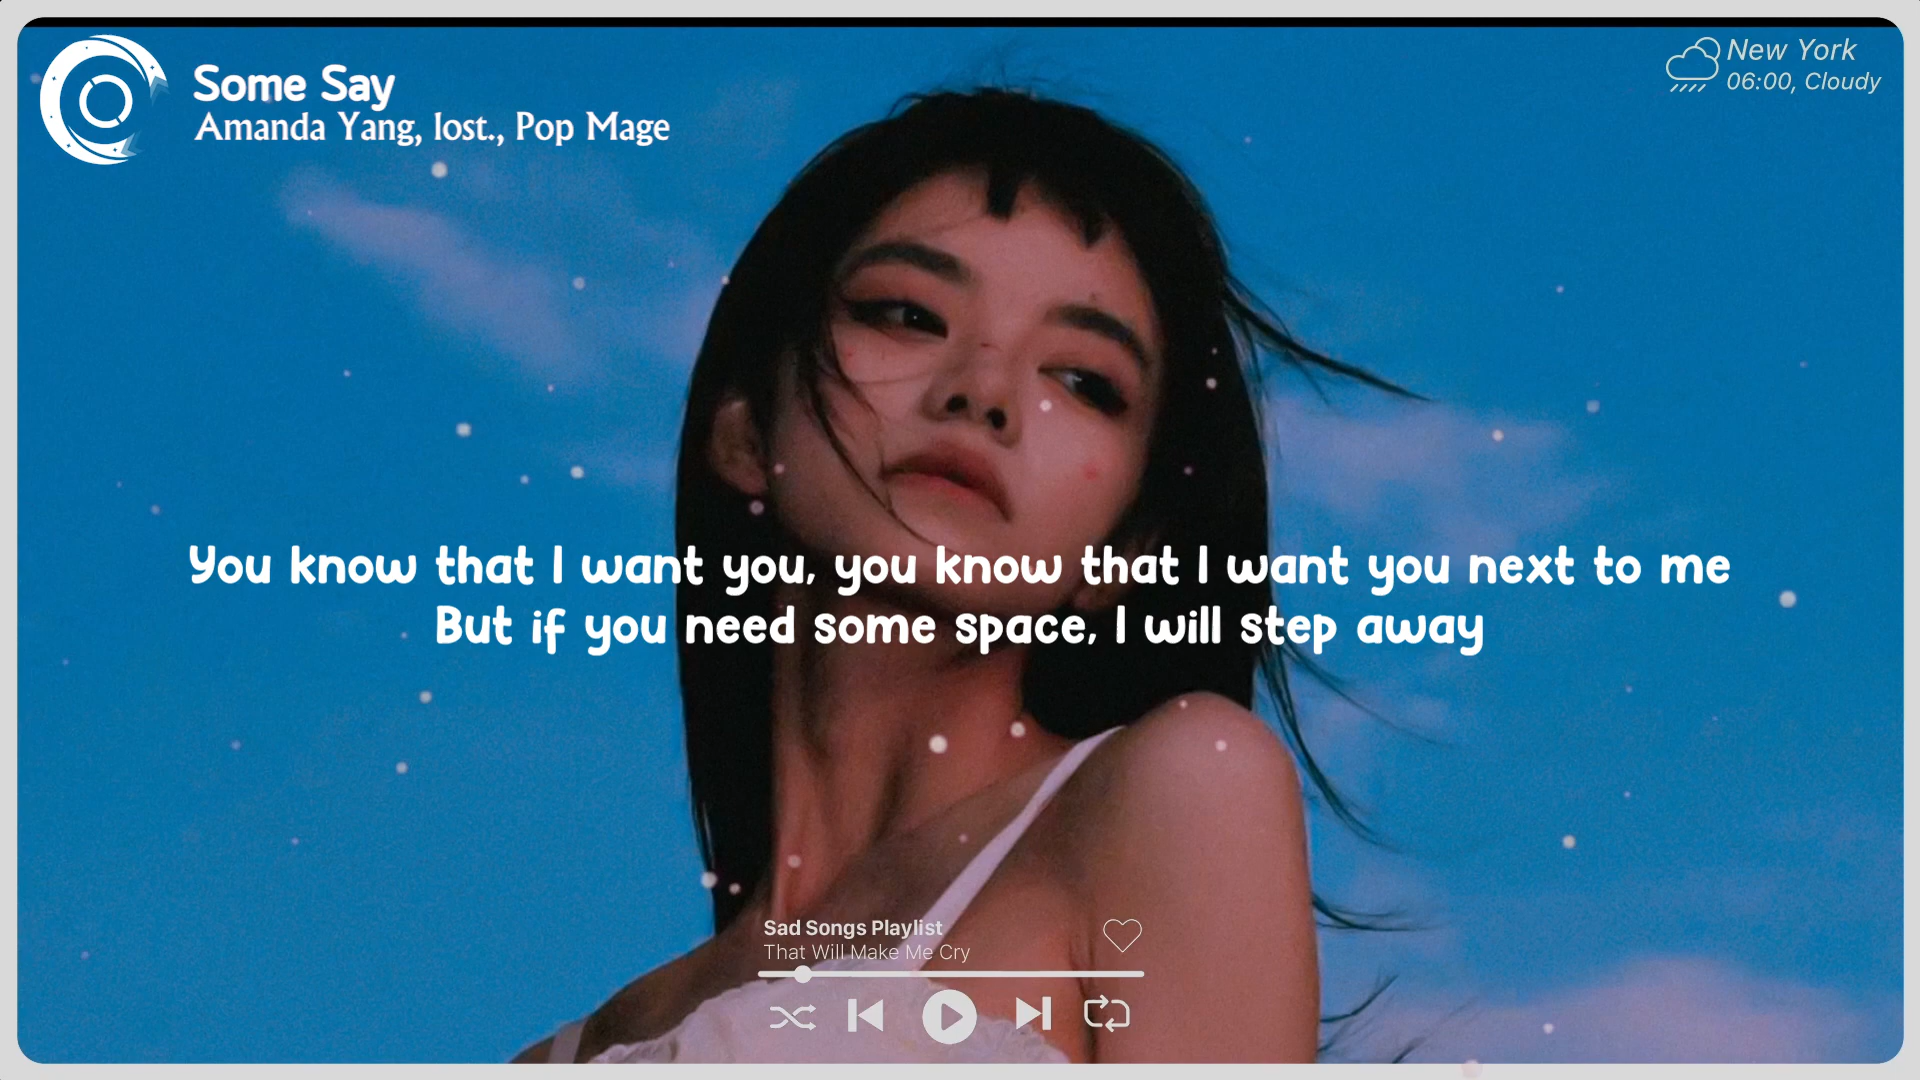 Some Say
Amanda Yang, lost., Pop Mage
New York
06:00, Cloudy
You know that I want you, you know that I want you next to me
But if you need some space, I will step away
Sad Songs Playlist
That Will Make Me Cry